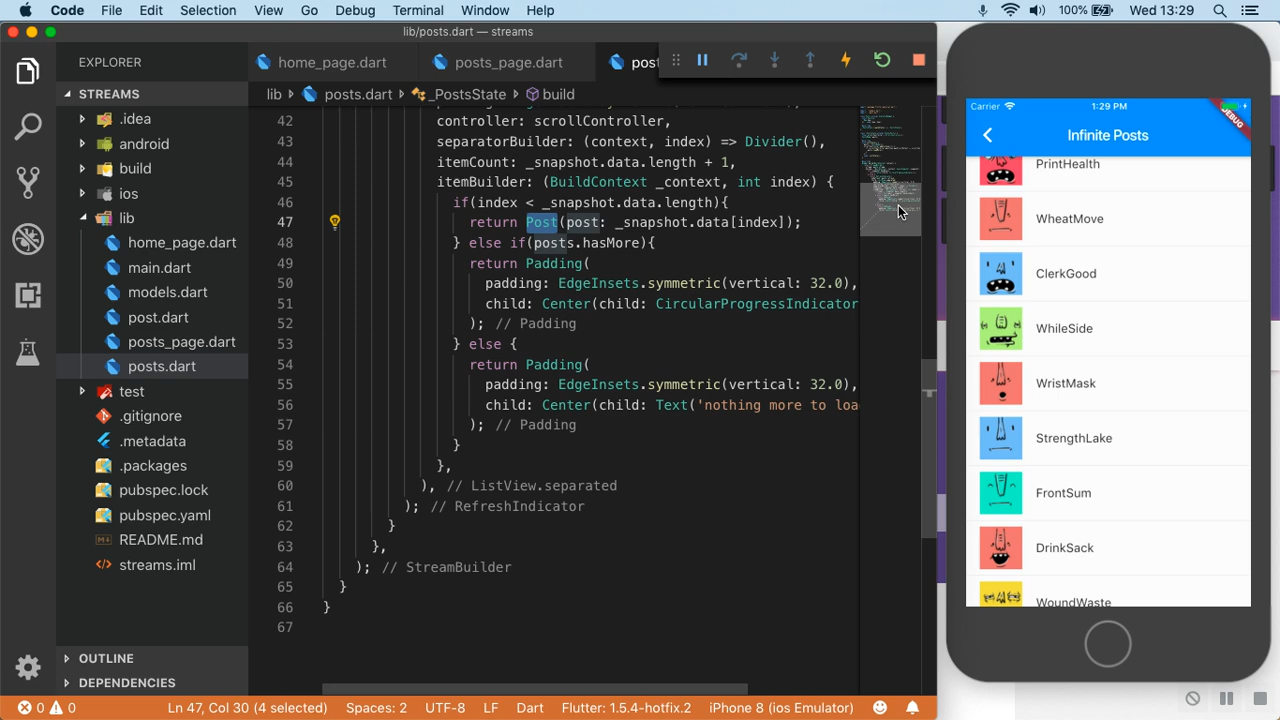 Code File Edit Selection View Go Debug Terminal Window Help 100% Wed 13:29
lib/posts.dart — streams
EXPLORER
home_page.dart posts_page.dart
STREAMS
lib posts.dart _PostsState build
.idea
android
build
ios
lib
home_page.dart
main.dart
models.dart
post.dart
posts_page.dart
posts.dart
test
.gitignore
.metadata
.packages
pubspec.lock
pubspec.yaml
README.md
streams.iml
OUTLINE
DEPENDENCIES
42 controller: scrollController,
43 separatorBuilder: (context, index) => Divider(),
44 itemCount: _snapshot.data.length + 1,
45 itemBuilder: (BuildContext _context, int index) {
46 if(index < _snapshot.data.length){
47 return Post(post: _snapshot.data[index]);
48 } else if(posts.hasMore){
49 return Padding(
50 padding: EdgeInsets.symmetric(vertical: 32.0),
51 child: Center(child: CircularProgressIndicator
52 ); // Padding
53 } else {
54 return Padding(
55 padding: EdgeInsets.symmetric(vertical: 32.0),
56 child: Center(child: Text('nothing more to loa
57 ); // Padding
58 }
59 },
60 ), // ListView.separated
61 ); // RefreshIndicator
62 }
63 },
64 ); // StreamBuilder
65 }
66 }
67
0 0 Ln 47, Col 30 (4 selected) Spaces: 2 UTF-8 LF Dart Flutter: 1.5.4-hotfix.2 iPhone 8 (ios Emulator)
Carrier 1:29 PM
DEBUG
Infinite Posts
PrintHealth
WheatMove
ClerkGood
WhileSide
WristMask
StrengthLake
FrontSum
DrinkSack
WoundWaste